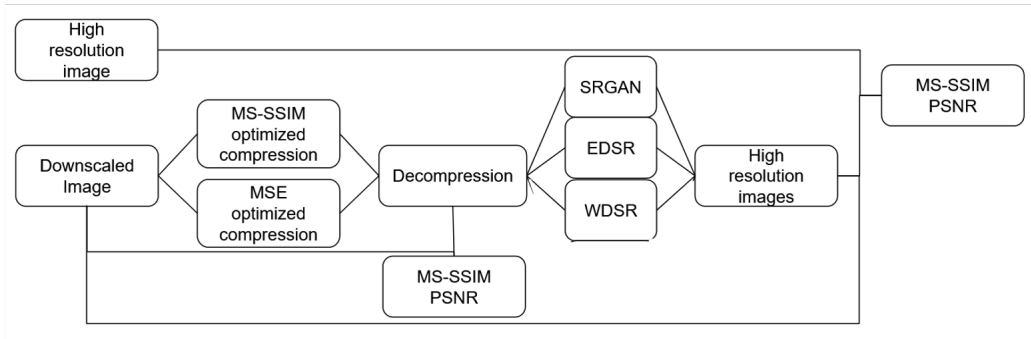 High
resolution
image
Downscaled
Image
MS-SSIM
optimized
compression
MSE
optimized
compression
Decompression
MS-SSIM
PSNR
SRGAN
EDSR
WDSR
High
resolution
images
MS-SSIM
PSNR